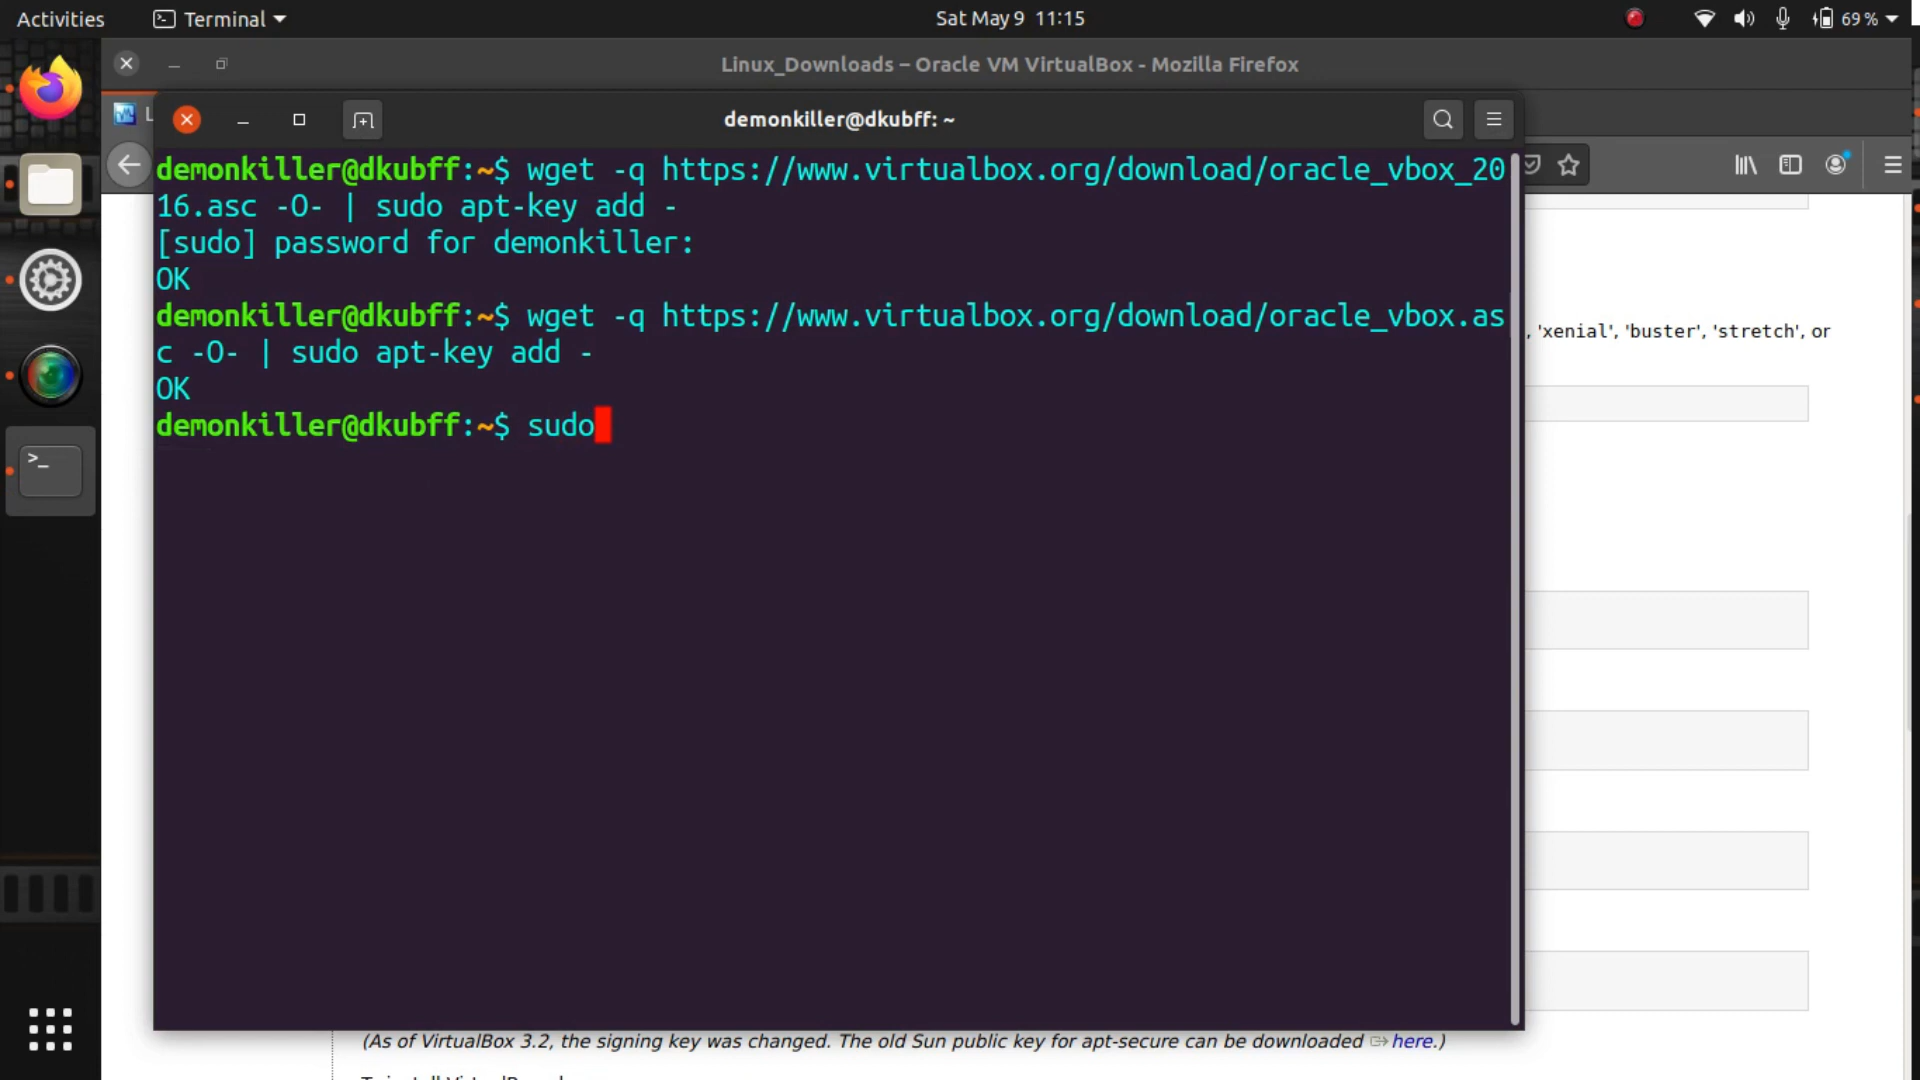 Activities Terminal Sat May 9 11:15 69 %
Linux_Downloads – Oracle VM VirtualBox - Mozilla Firefox
L
demonkiller@dkubff: ~
demonkiller@dkubff:~$ wget -q https://www.virtualbox.org/download/oracle_vbox_20
16.asc -O- | sudo apt-key add -
[sudo] password for demonkiller:
OK
demonkiller@dkubff:~$ wget -q https://www.virtualbox.org/download/oracle_vbox.as
c -O- | sudo apt-key add -
OK
demonkiller@dkubff:~$ sudo
, 'xenial', 'buster', 'stretch', or
>_
(As of VirtualBox 3.2, the signing key was changed. The old Sun public key for apt-secure can be downloaded here.)